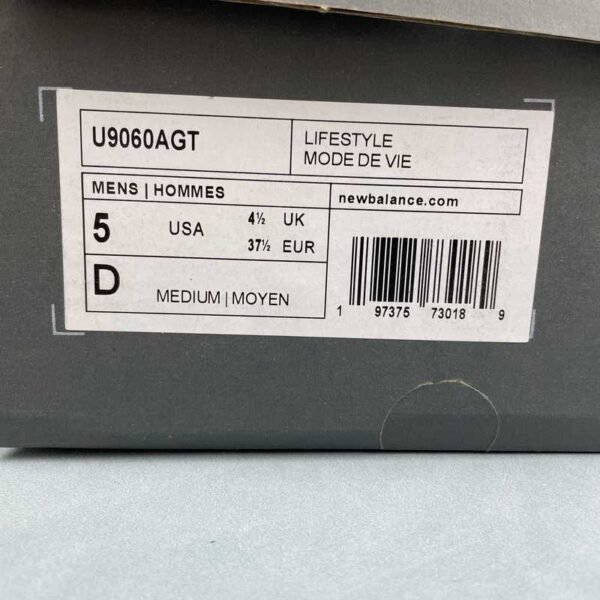 U9060AGT
LIFESTYLE
MODE DE VIE
MENS | HOMMES
newbalance.com
5 USA 4½ UK
37½ EUR
D MEDIUM | MOYEN
1 97375 73018 9